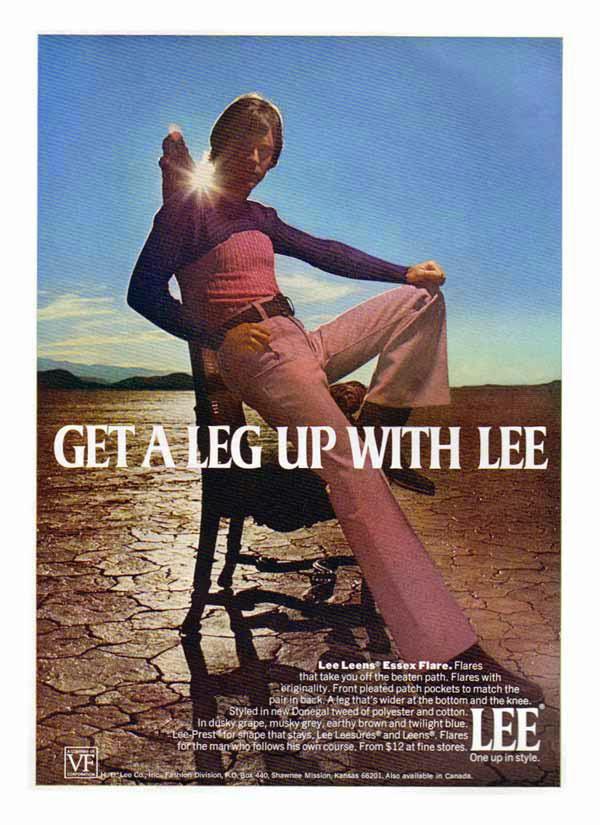 GET A LEG UP WITH LEE
Lee Leens® Essex Flare. Flares
that take you off the beaten path. Flares with
originality. Front pleated patch pockets to match the
pair in back. A leg that's wider at the bottom and the knee.
Styled in new Donegal tweed of polyester and cotton.
In dusky grape, musky grey, earthy brown and twilight blue.
Lee-Prest® for shape that stays. Lee Leesures® and Leens®. Flares
for the man who follows his own course. From $12 at fine stores.
LEE®
One up in style.
A COMPANY OF
VF
CORPORATION
H. D. Lee Co., Inc., Fashion Division, P.O. Box 440, Shawnee Mission, Kansas 66201. Also available in Canada.